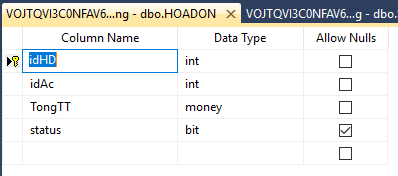 VOJTQVI3C0NFAV6...ng - dbo.HOADON VOJTQVI3C0NFAV6...g - dbo.
Column Name Data Type Allow Nulls
idHD int
idAc int
TongTT money
status bit